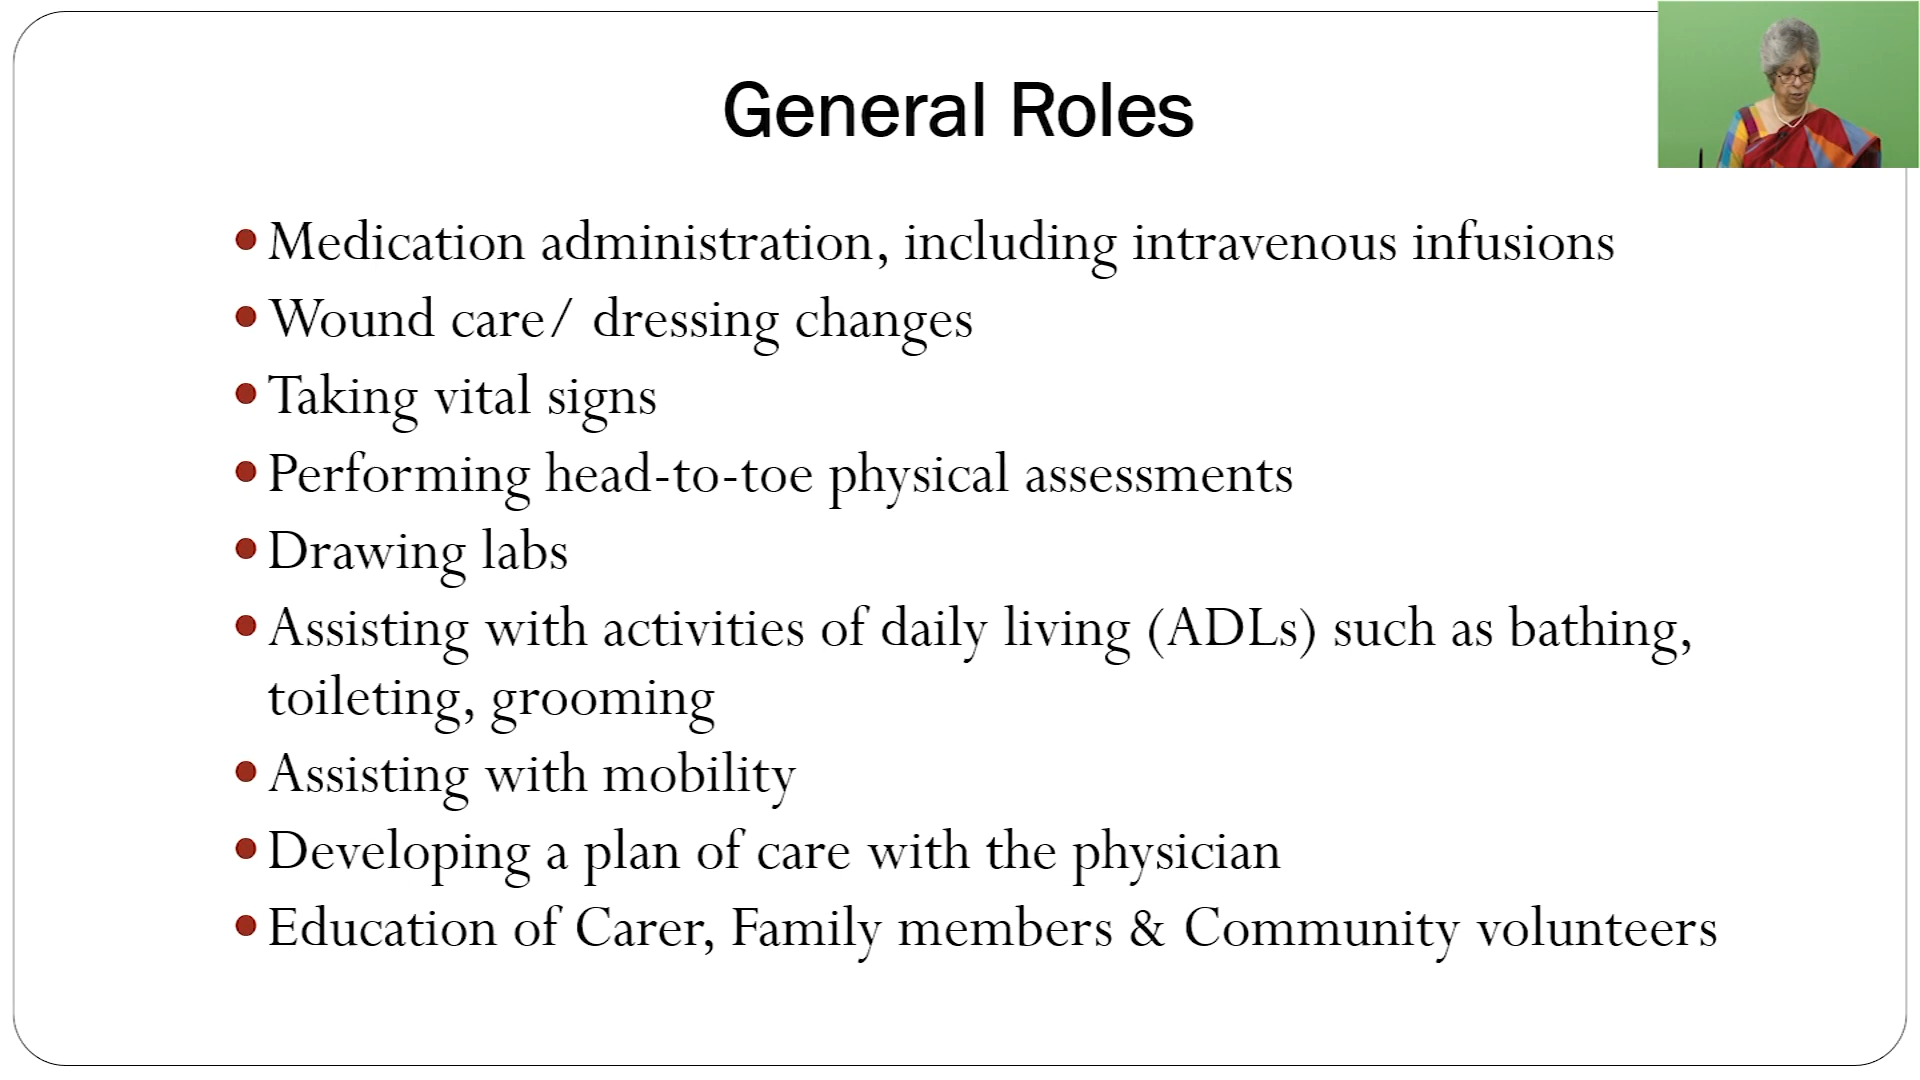 General Roles
• Medication administration, including intravenous infusions
• Wound care/ dressing changes
• Taking vital signs
• Performing head-to-toe physical assessments
• Drawing labs
• Assisting with activities of daily living (ADLs) such as bathing,
toileting, grooming
• Assisting with mobility
• Developing a plan of care with the physician
• Education of Carer, Family members & Community volunteers